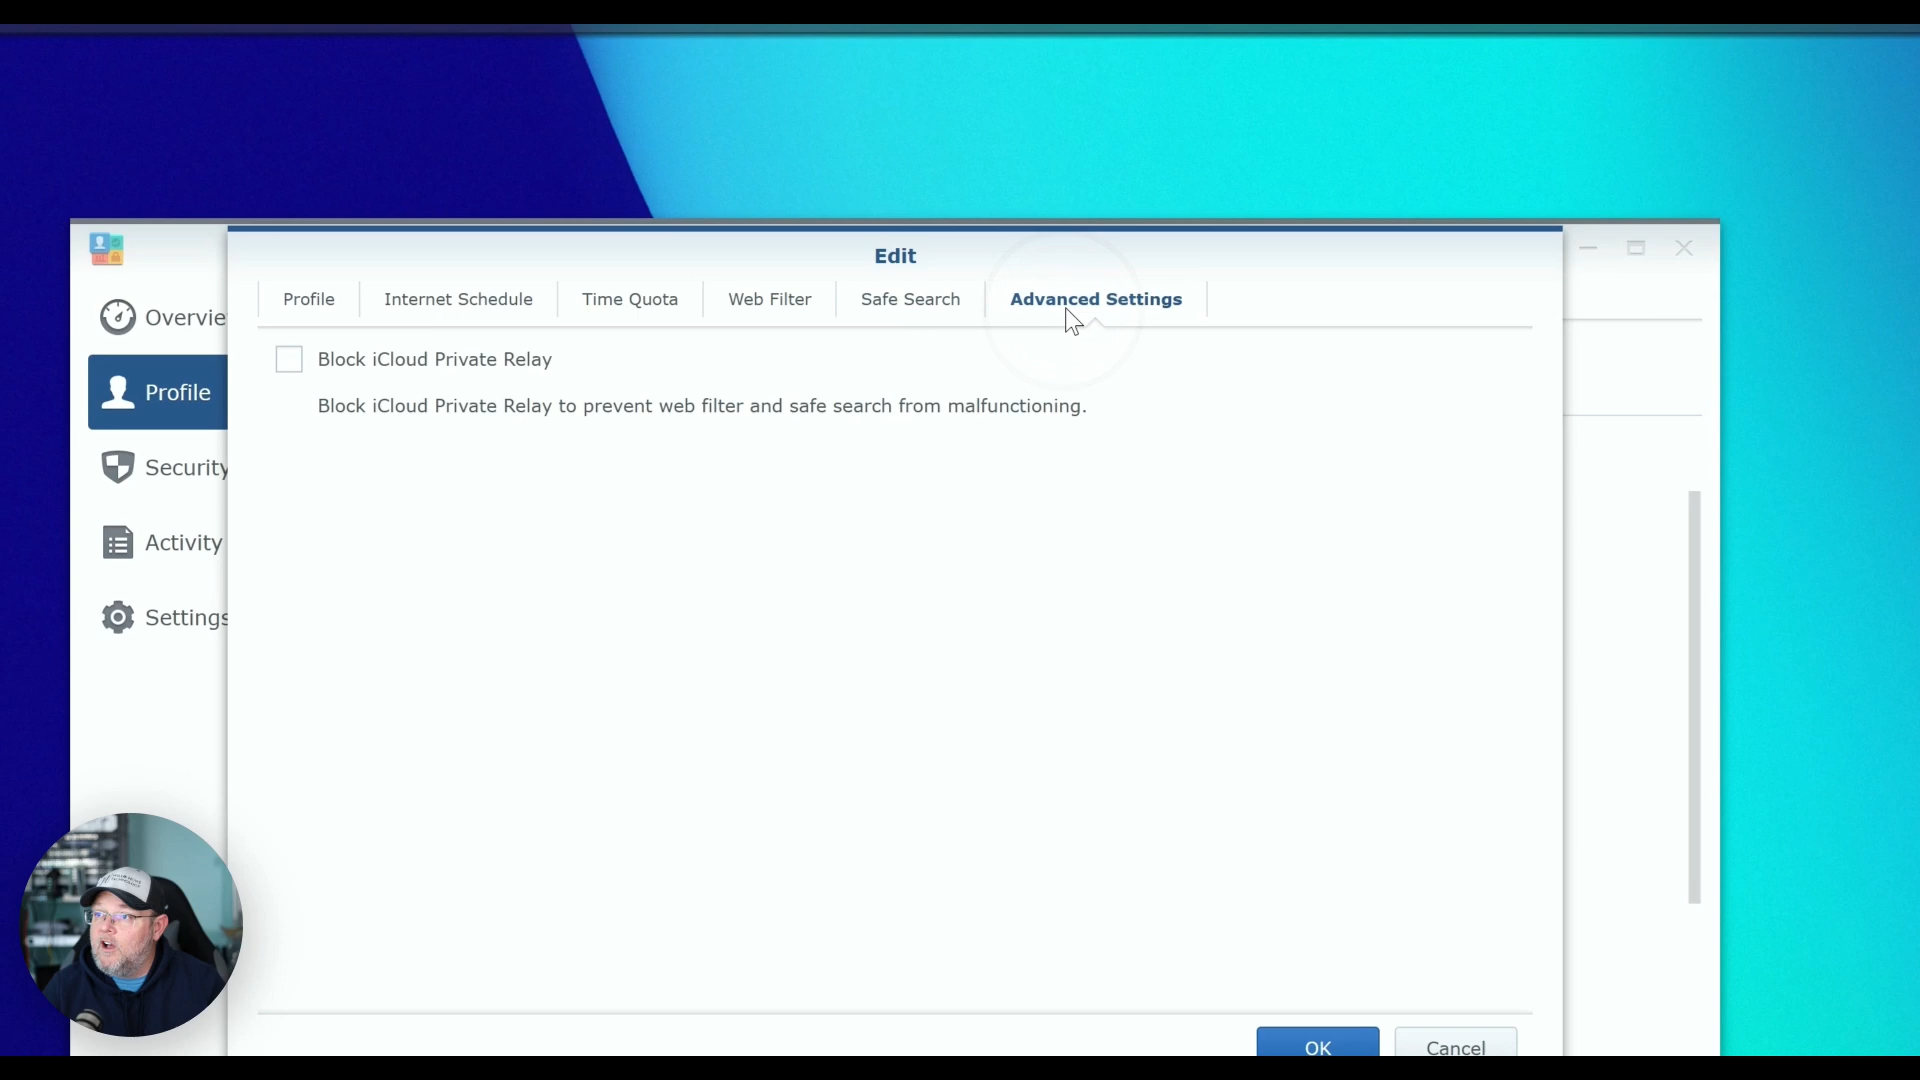 Edit
Profile
Internet Schedule
Time Quota
Web Filter
Safe Search
Advanced Settings
Overvie
Profile
Security
Activity
Settings
Block iCloud Private Relay
Block iCloud Private Relay to prevent web filter and safe search from malfunctioning.
OK
Cancel